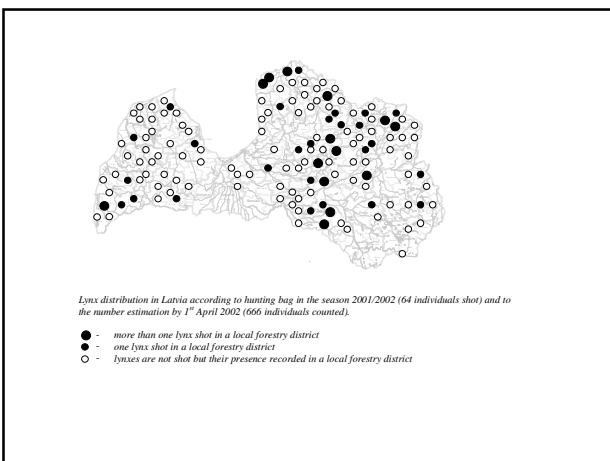 Lynx distribution in Latvia according to hunting bag in the season 2001/2002 (64 individuals shot) and to
the number estimation by 1st April 2002 (666 individuals counted).
- more than one lynx shot in a local forestry district
- one lynx shot in a local forestry district
- lynxes are not shot but their presence recorded in a local forestry district